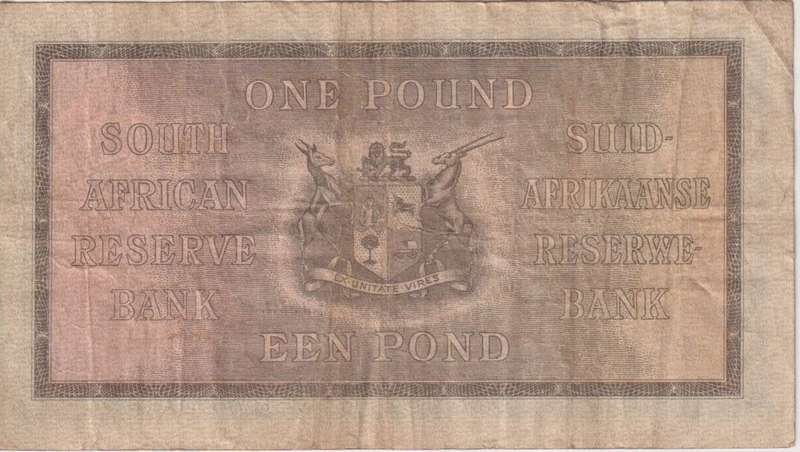 ONE POUND
SOUTH
AFRICAN
RESERVE
BANK
SUID-
AFRIKAANSE
RESERWE-
BANK
EX UNITATE VIRES
EEN POND